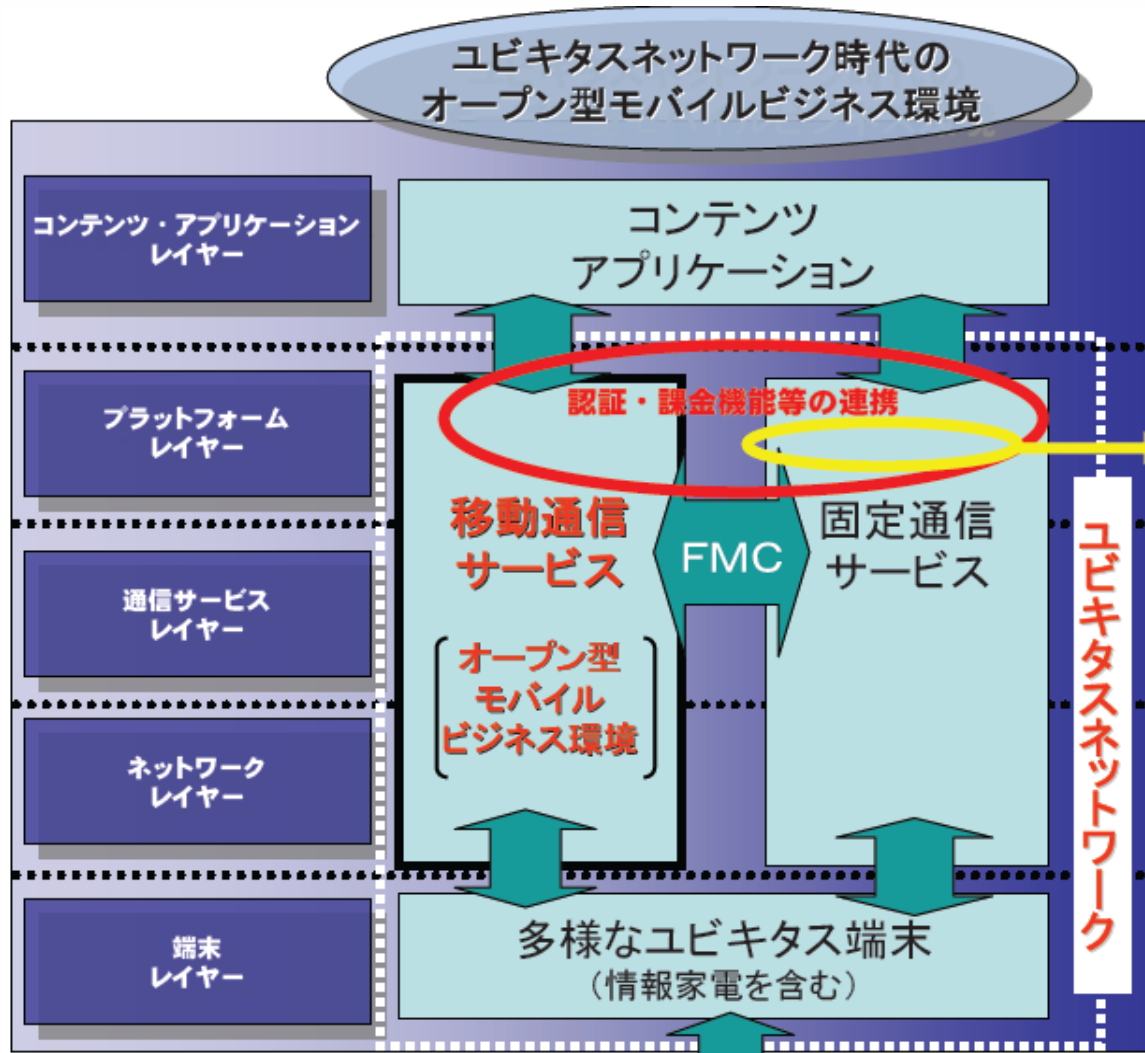 ユビキタスネットワーク時代の
オープン型モバイルビジネス環境
コンテンツ・アプリケーション
レイヤー
コンテンツ
アプリケーション
プラットフォーム
レイヤー
認証・課金機能等の連携
移動通信
サービス
FMC
固定通信
サービス
通信サービス
レイヤー
オープン型
モバイル
ビジネス環境
ネットワーク
レイヤー
ユビキタスネットワーク
端末
レイヤー
多様なユビキタス端末
(情報家電を含む)